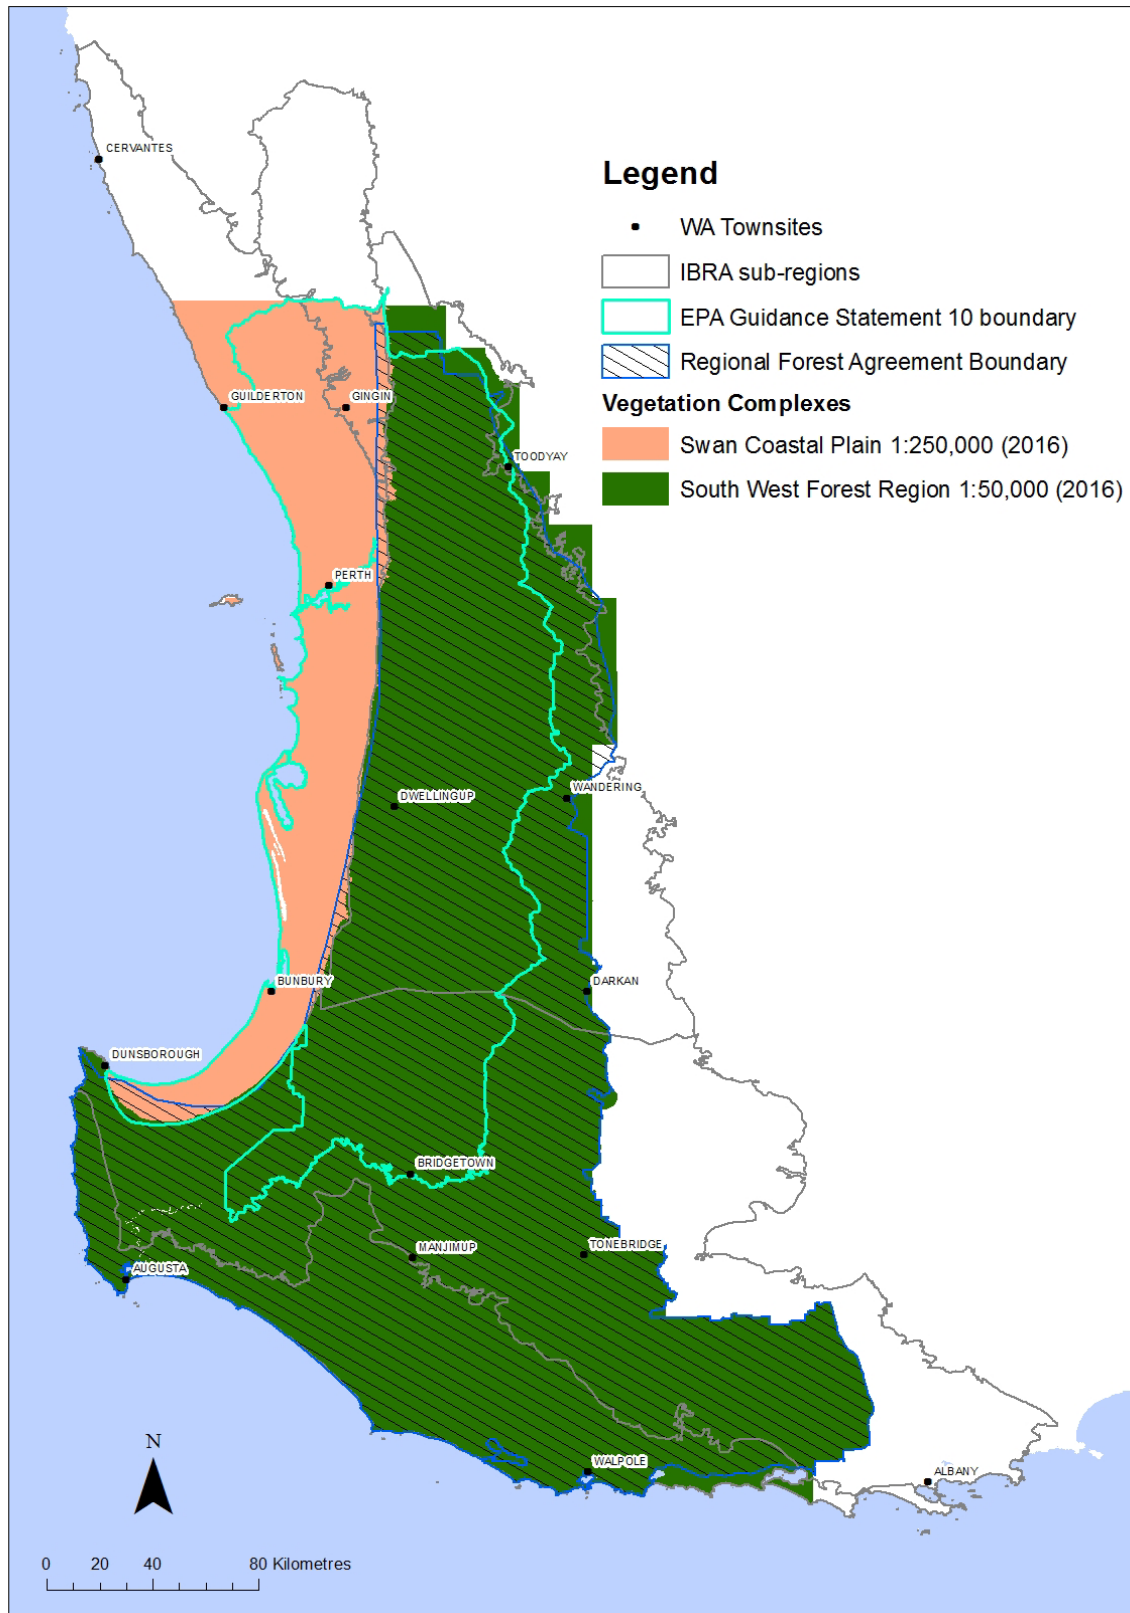 CERVANTES
Legend
WA Townsites
IBRA sub-regions
EPA Guidance Statement 10 boundary
Regional Forest Agreement Boundary
Vegetation Complexes
Swan Coastal Plain 1:250,000 (2016)
South West Forest Region 1:50,000 (2016)
GUILDERTON
GINGIN
TOODYAY
PERTH
WANDERING
DWELLINGUP
BUNBURY
DARKAN
DUNSBOROUGH
BRIDGETOWN
MANJIMUP
TONEBRIDGE
AUGUSTA
N
WALPOLE
ALBANY
0 20 40 80 Kilometres